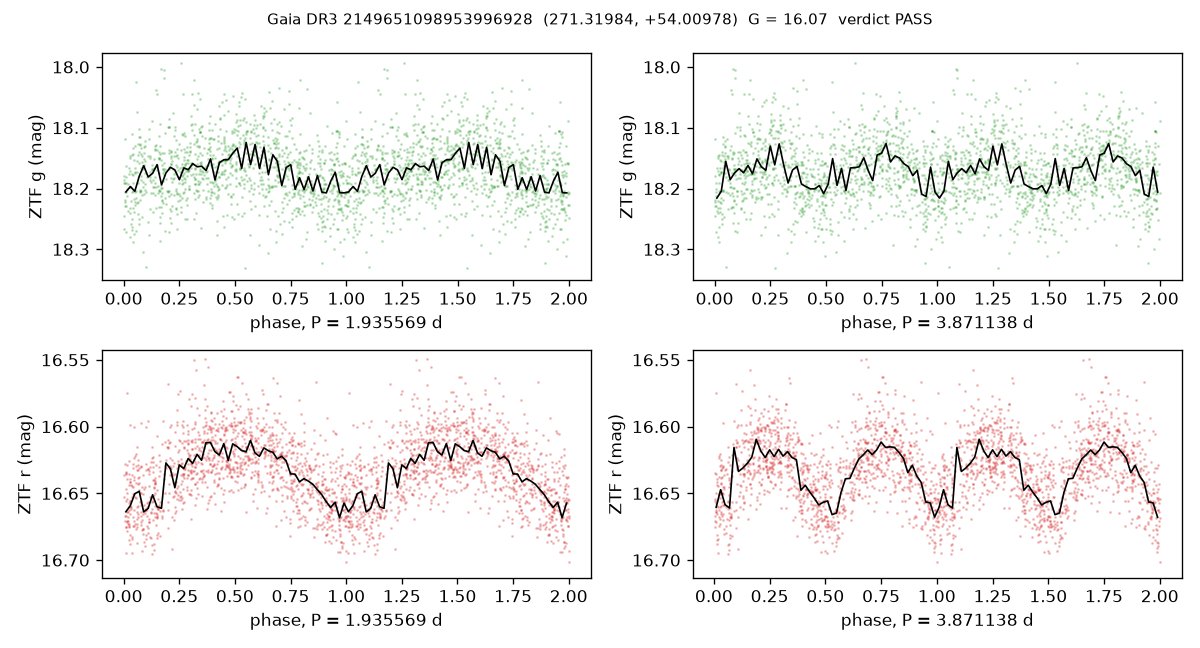 Gaia DR3 2149651098953996928  (271.31984, +54.00978)  G = 16.07  verdict PASS
ZTF g (mag)
18.0
18.1
18.2
18.3
0.00 0.25 0.50 0.75 1.00 1.25 1.50 1.75 2.00
phase, P = 1.935569 d
ZTF g (mag)
18.0
18.1
18.2
18.3
0.00 0.25 0.50 0.75 1.00 1.25 1.50 1.75 2.00
phase, P = 3.871138 d
ZTF r (mag)
16.55
16.60
16.65
16.70
0.00 0.25 0.50 0.75 1.00 1.25 1.50 1.75 2.00
phase, P = 1.935569 d
ZTF r (mag)
16.55
16.60
16.65
16.70
0.00 0.25 0.50 0.75 1.00 1.25 1.50 1.75 2.00
phase, P = 3.871138 d